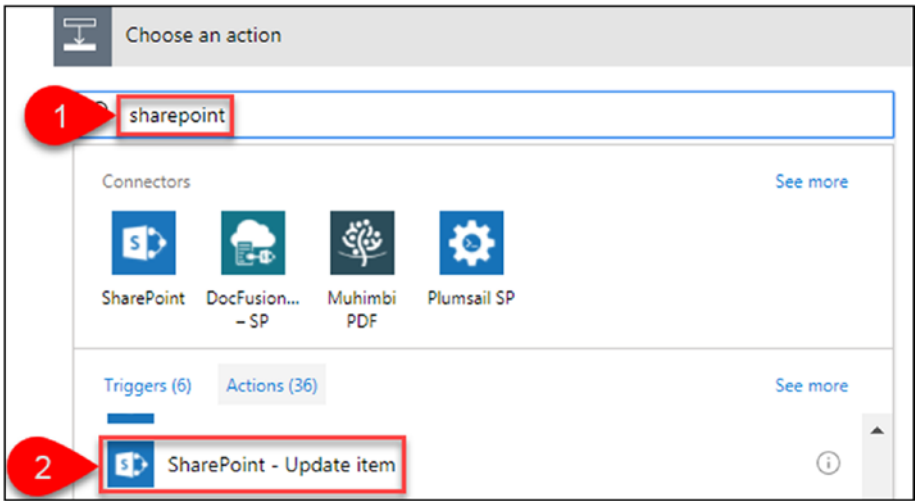 Choose an action
1
sharepoint
Connectors
See more
SharePoint
DocFusion...
– SP
Muhimbi
PDF
Plumsail SP
Triggers (6)
Actions (36)
See more
2
SharePoint - Update item